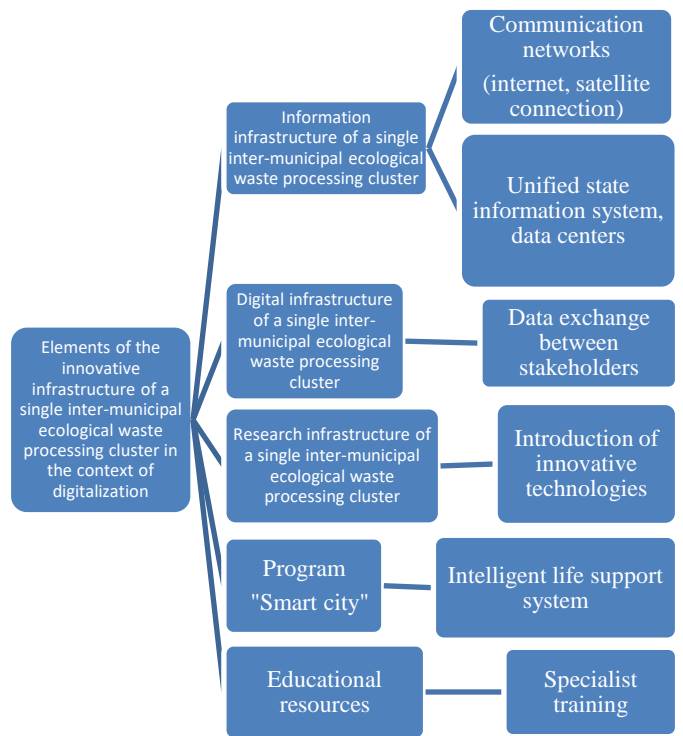 Elements of the
innovative
infrastructure of a
single inter-municipal
ecological waste
processing cluster in
the context of
digitalization
Information
infrastructure of a single
inter-municipal ecological
waste processing cluster
Communication
networks
(internet, satellite
connection)
Unified state
information system,
data centers
Digital infrastructure
of a single inter-
municipal ecological
waste processing
cluster
Data exchange
between
stakeholders
Research infrastructure of
a single inter-municipal
ecological waste
processing cluster
Introduction of
innovative
technologies
Program
"Smart city"
Intelligent life support
system
Educational
resources
Specialist
training